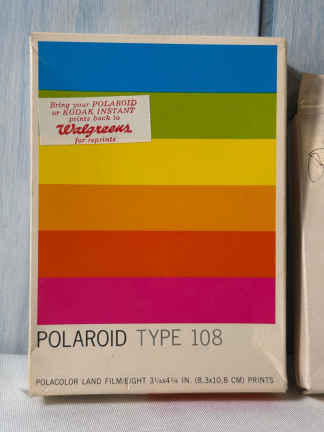 Bring your POLAROID
or KODAK INSTANT
prints back to
Walgreens
for reprints
POLAROID TYPE 108
POLACOLOR LAND FILM/EIGHT 3¼x4¼ IN. (8.3x10.8 CM) PRINTS